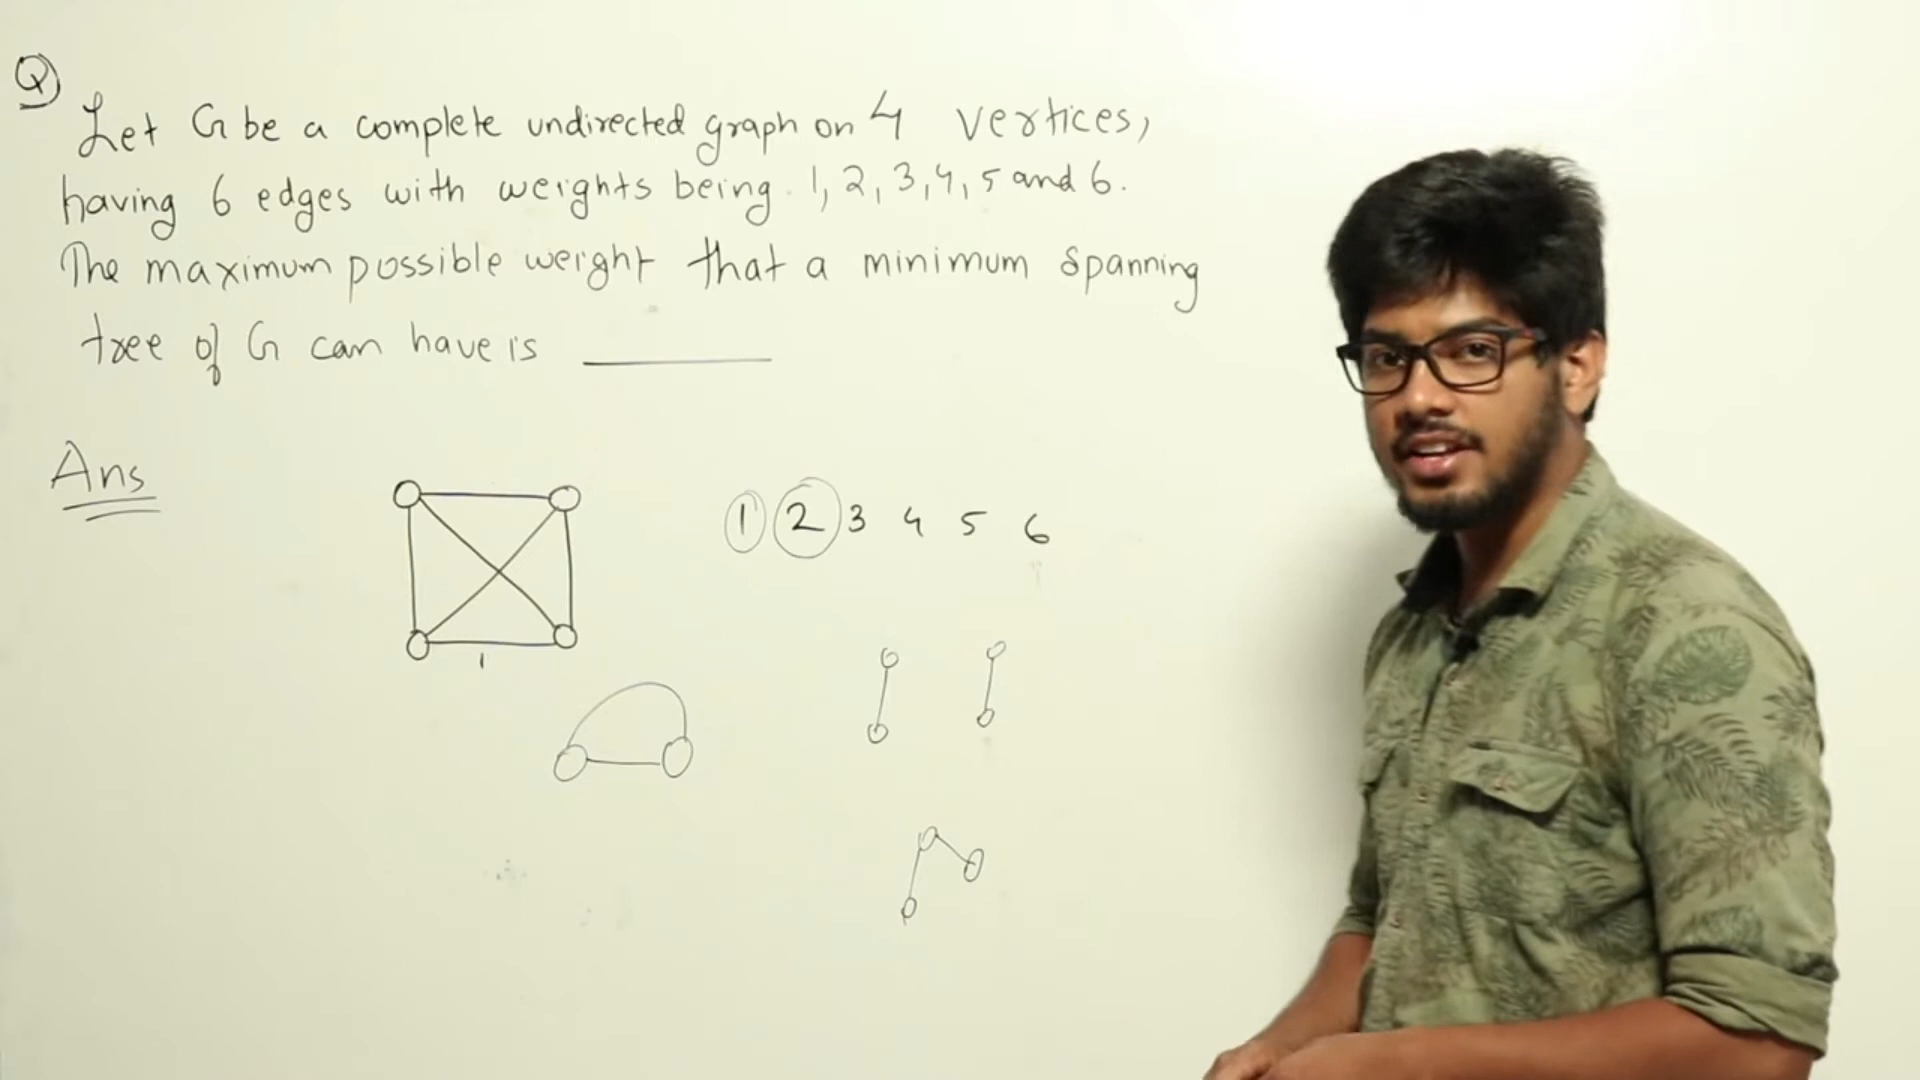 Q
Let G be a complete undirected graph on 4 vertices,
having 6 edges with weights being 1, 2, 3, 4, 5 and 6.
The maximum possible weight that a minimum spanning
tree of G can have is ________
Ans
1 2 3 4 5 6
1